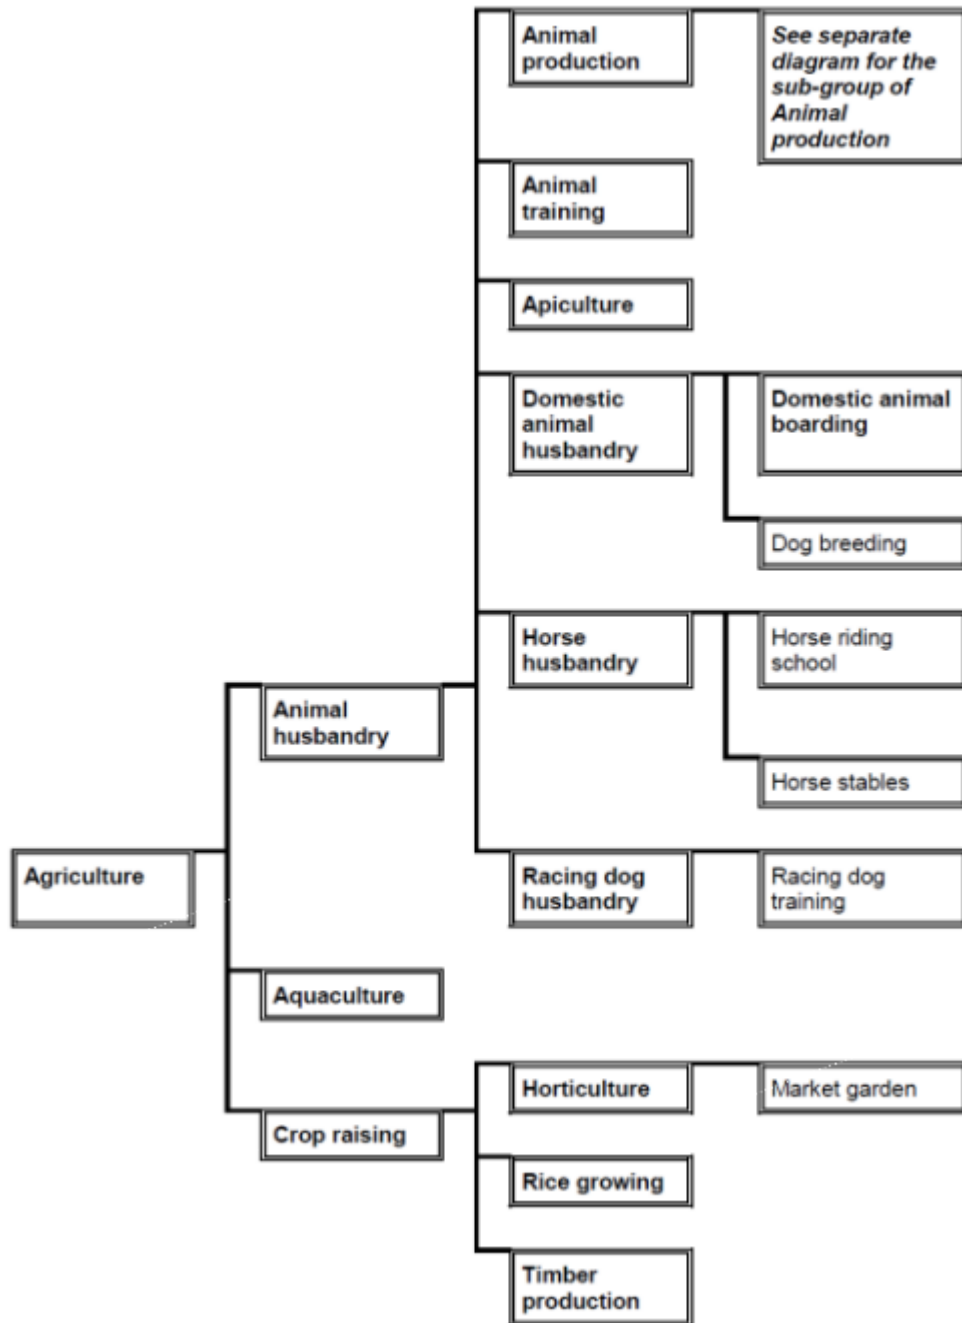 Animal
production
See separate
diagram for the
sub-group of
Animal
production
Animal
training
Apiculture
Domestic
animal
husbandry
Domestic animal
boarding
Dog breeding
Horse
husbandry
Horse riding
school
Animal
husbandry
Horse stables
Agriculture
Racing dog
husbandry
Racing dog
training
Aquaculture
Horticulture
Market garden
Crop raising
Rice growing
Timber
production